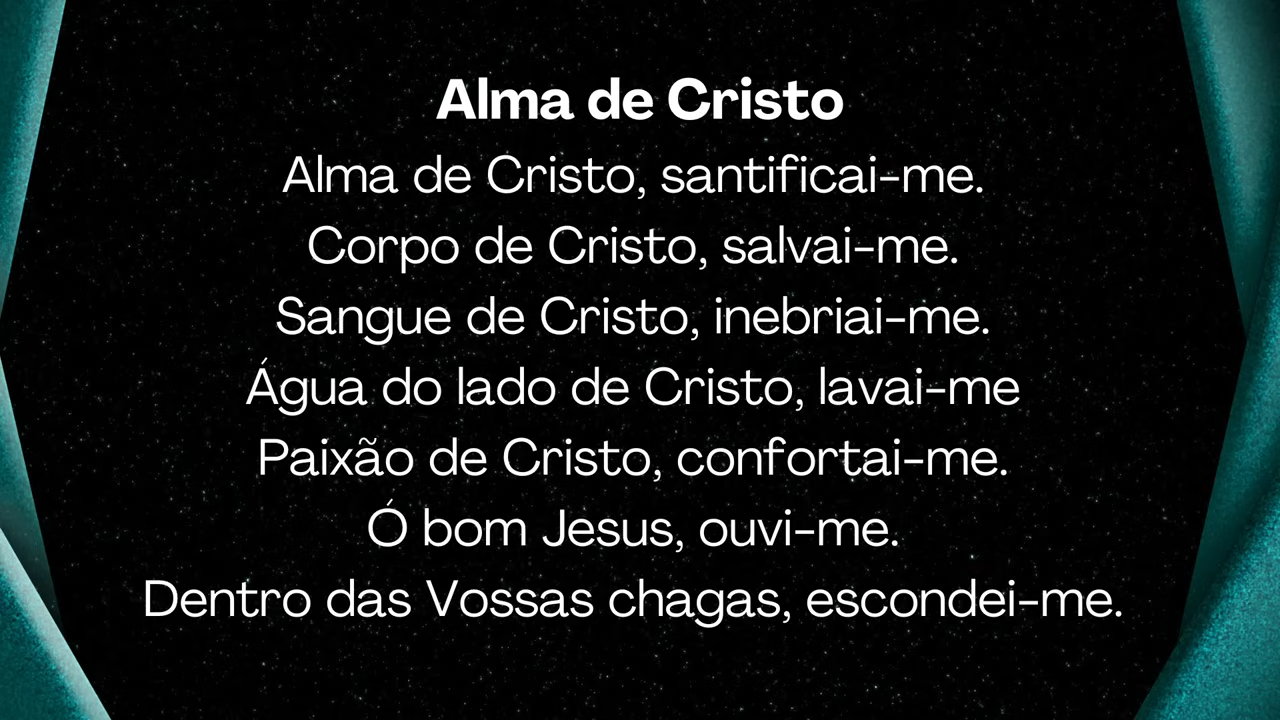 Alma de Cristo
Alma de Cristo, santificai-me.
Corpo de Cristo, salvai-me.
Sangue de Cristo, inebriai-me.
Água do lado de Cristo, lavai-me
Paixão de Cristo, confortai-me.
Ó bom Jesus, ouvi-me.
Dentro das Vossas chagas, escondei-me.